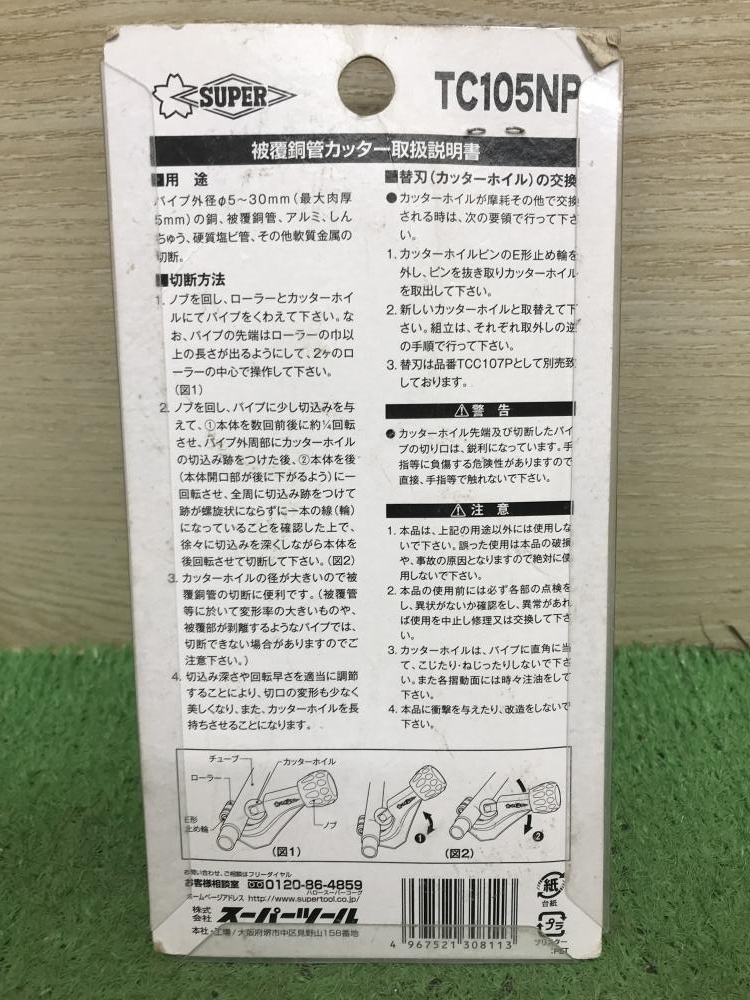 SUPER
TC105NP
被覆銅管カッター取扱説明書
■用 途
パイプ外径φ5〜30mm(最大肉厚
5mm)の銅、被覆銅管、アルミ、しん
ちゅう、硬質塩ビ管、その他軟質金属の
切断。
■切断方法
1. ノブを回し、ローラーとカッターホイ
ルにてパイプをくわえて下さい。な
お、パイプの先端はローラーの巾以
上の長さが出るようにして、2ケのロ
ーラーの中心で操作して下さい。
(図1)
2. ノブを回し、パイプに少し切込みを与
えて、①本体を数回前後に約¼回転
させ、パイプ外周部にカッターホイル
の切込み跡をつけた後、②本体を後
(本体開口部が後に下がるよう)に一
回転させ、全周に切込み跡をつけて
跡が螺旋状にならずに一本の線(輪)
になっていることを確認した上で、
徐々に切込みを深くしながら本体を
後回転させて切断して下さい。(図2)
3. カッターホイルの径が大きいので被
覆銅管の切断に便利です。(被覆管
等に於いて変形率の大きいものや、
被覆部が剥離するようなパイプでは、
切断できない場合がありますのでご
注意下さい。)
4. 切込み深さや回転早さを適当に調節
することにより、切口の変形も少なく
美しくなり、また、カッターホイルを長
持ちさせることになります。
■替刃(カッターホイル)の交換
●カッターホイルが摩耗その他で交換
される時は、次の要領で行って下さ
い。
1. カッターホイルピンのE形止め輪を
外し、ピンを抜き取りカッターホイル
を取出して下さい。
2. 新しいカッターホイルと取替えて下
さい。組立は、それぞれ取外しの逆
の手順で行って下さい。
3. 替刃は品番TCC107Pとして別売致
しております。
⚠警 告
●カッターホイル先端及び切断したパイ
プの切り口は、鋭利になっています。手
指等に負傷する危険性がありますので
直接、手指等で触れないで下さい。
⚠注 意
1. 本品は、上記の用途以外には使用しな
いで下さい。誤った使用は本品の破損
や、事故の原因となりますので絶対に使
用しないで下さい。
2. 本品の使用前には必ず各部の点検を
し、異状がないか確認をし、異常があれ
ば使用を中止し修理又は交換して下さ
い。
3. カッターホイルは、パイプに直角に当
て、こじたり・ねじったりしないで下さ
い。また各摺動面には時々注油をして
下さい。
4. 本品に衝撃を与えたり、改造をしないで
下さい。
チューブ
カッターホイル
ローラー
E形
止め輪
ノブ
(図1)
❶
(図2)
❷
お問い合わせ、ご相談はフリーダイヤル
お客様相談室 0120-86-4859
ハロースーパーコーグ
ホームページアドレス http://www.supertool.co.jp/
株式
会社 スーパーツール
本社・工場/大阪府堺市中区見野山158番地
4 967521 308113
紙
台紙
プラ
ブリスター
:PET